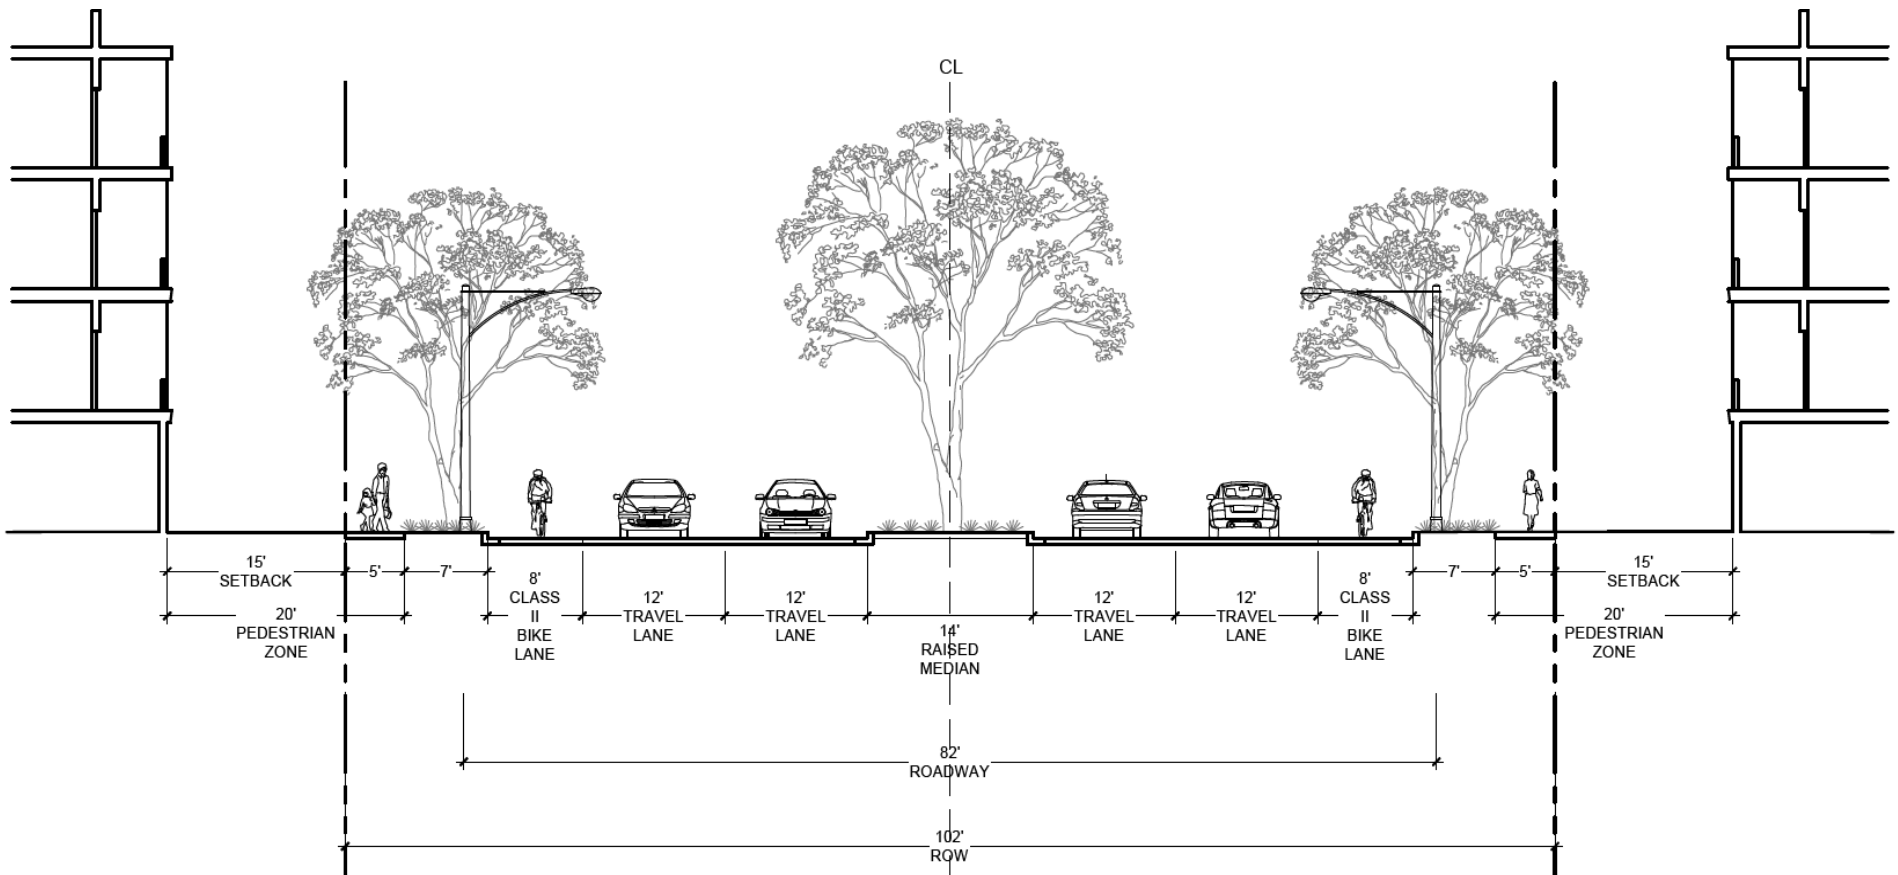 CL
15'
SETBACK
5'
7'
20'
PEDESTRIAN
ZONE
8'
CLASS
II
BIKE
LANE
12'
TRAVEL
LANE
12'
TRAVEL
LANE
14'
RAISED
MEDIAN
12'
TRAVEL
LANE
12'
TRAVEL
LANE
8'
CLASS
II
BIKE
LANE
7'
5'
15'
SETBACK
20'
PEDESTRIAN
ZONE
82'
ROADWAY
102'
ROW